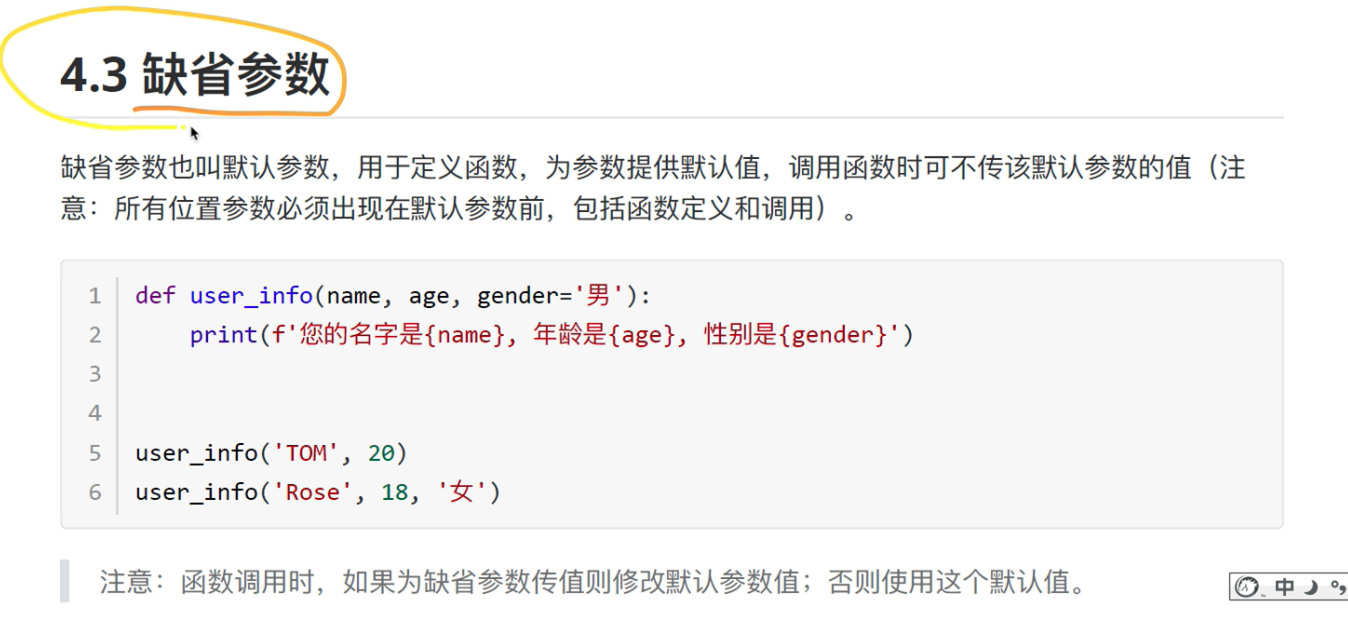 4.3 缺省参数
缺省参数也叫默认参数，用于定义函数，为参数提供默认值，调用函数时可不传该默认参数的值（注
意：所有位置参数必须出现在默认参数前，包括函数定义和调用）。
1 def user_info(name, age, gender='男'):
2 print(f'您的名字是{name}, 年龄是{age}, 性别是{gender}')
3
4
5 user_info('TOM', 20)
6 user_info('Rose', 18, '女')
注意：函数调用时，如果为缺省参数传值则修改默认参数值；否则使用这个默认值。
中